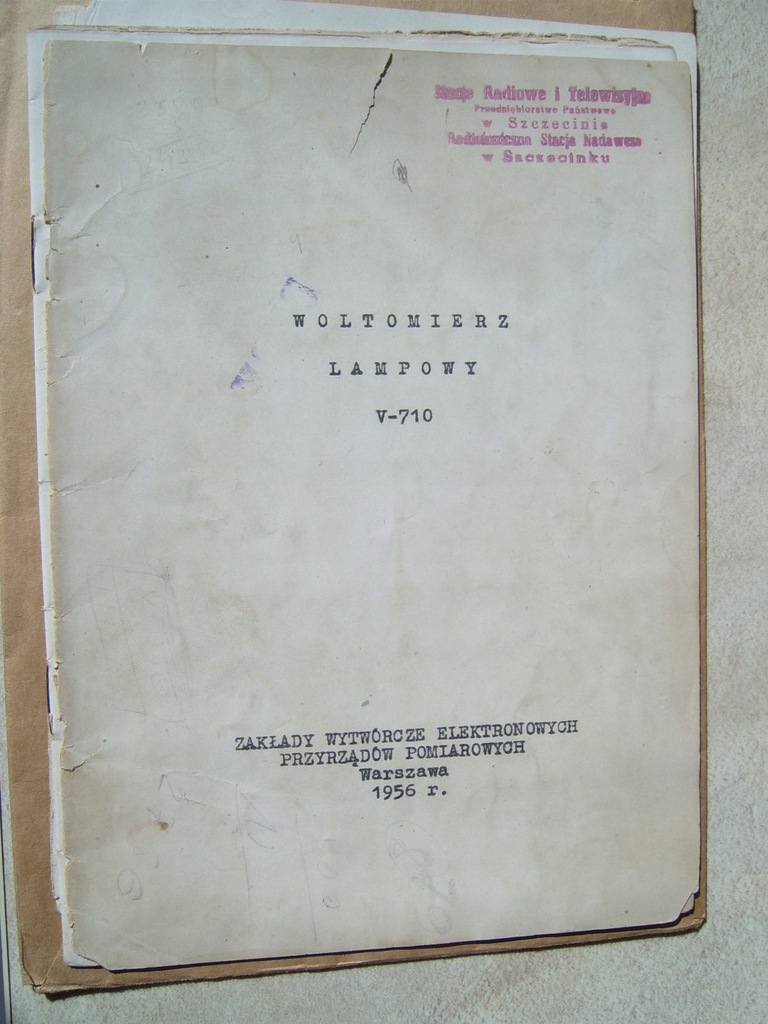 Stacje Radiowe i Telewizyjne
Przedsiębiorstwo Państwowe
w Szczecinie
Stacja Nadawcza
w Szczecinku
WOLTOMIERZ
LAMPOWY
V-710
ZAKŁADY WYTWÓRCZE ELEKTRONOWYCH
PRZYRZĄDÓW POMIAROWYCH
Warszawa
1956 r.